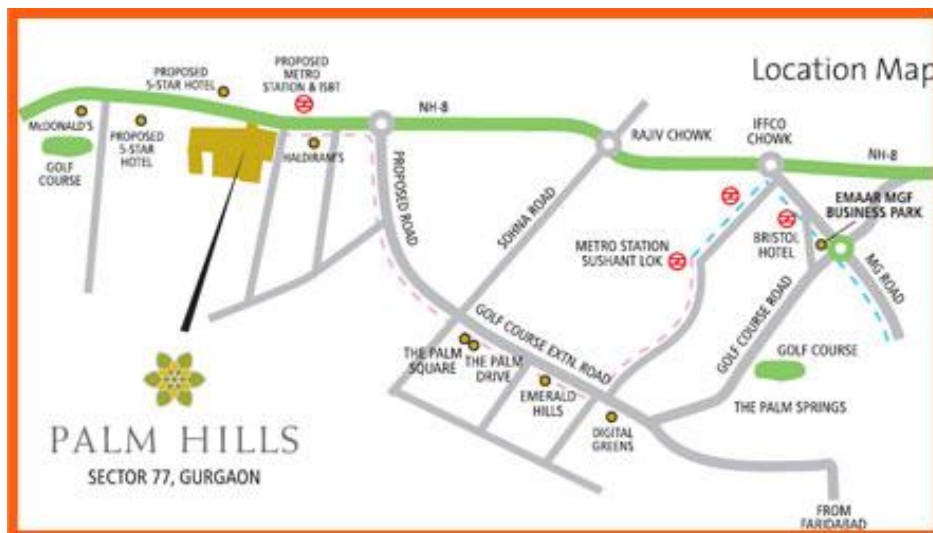 Location Map
PROPOSED
METRO
STATION & ISBT
PROPOSED
5-STAR HOTEL
NH-8
McDONALD'S
PROPOSED
5-STAR
HOTEL
HALDIRAM'S
GOLF
COURSE
RAJIV CHOWK
IFFCO
CHOWK
NH-8
PROPOSED ROAD
SOHNA ROAD
EMAAR MGF
BUSINESS PARK
BRISTOL
HOTEL
METRO STATION
SUSHANT LOK
MG ROAD
GOLF COURSE ROAD
GOLF COURSE EXTN. ROAD
THE PALM
SQUARE
THE PALM
DRIVE
GOLF COURSE
EMERALD
HILLS
THE PALM SPRINGS
DIGITAL
GREENS
PALM HILLS
SECTOR 77, GURGAON
FROM
FARIDABAD